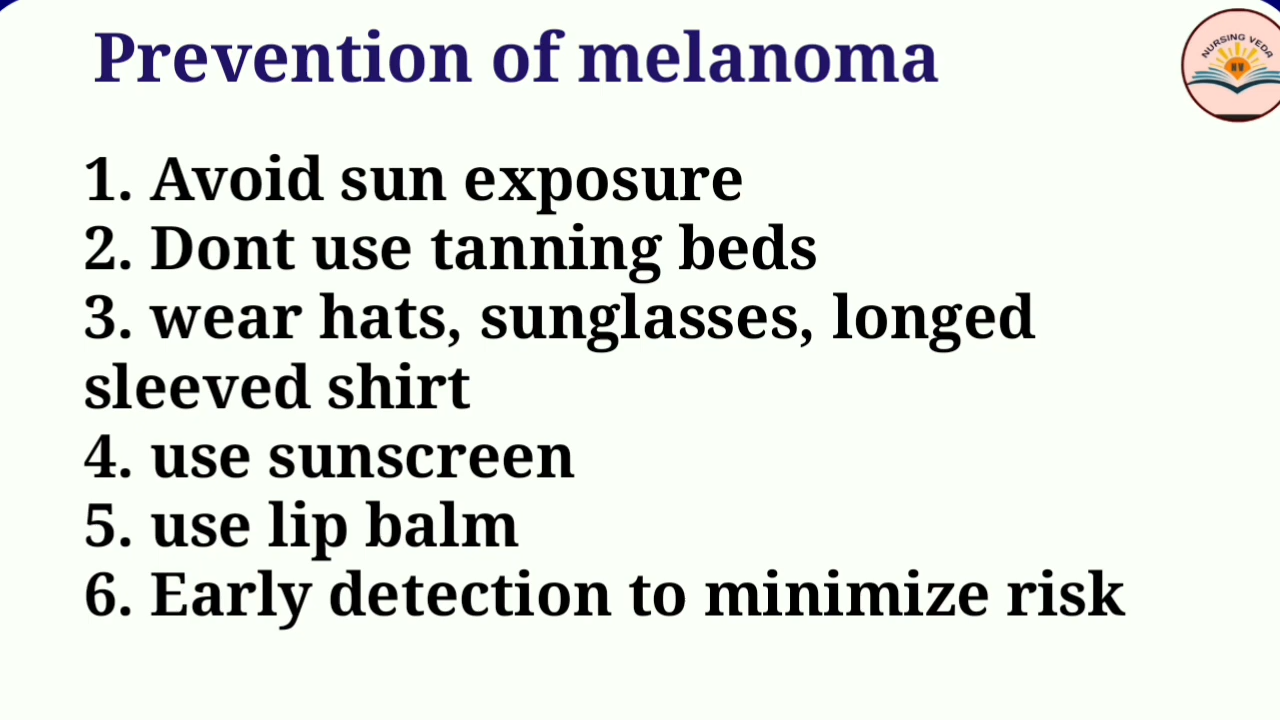 Prevention of melanoma
NURSING VEDA
NV
1. Avoid sun exposure
2. Dont use tanning beds
3. wear hats, sunglasses, longed
sleeved shirt
4. use sunscreen
5. use lip balm
6. Early detection to minimize risk